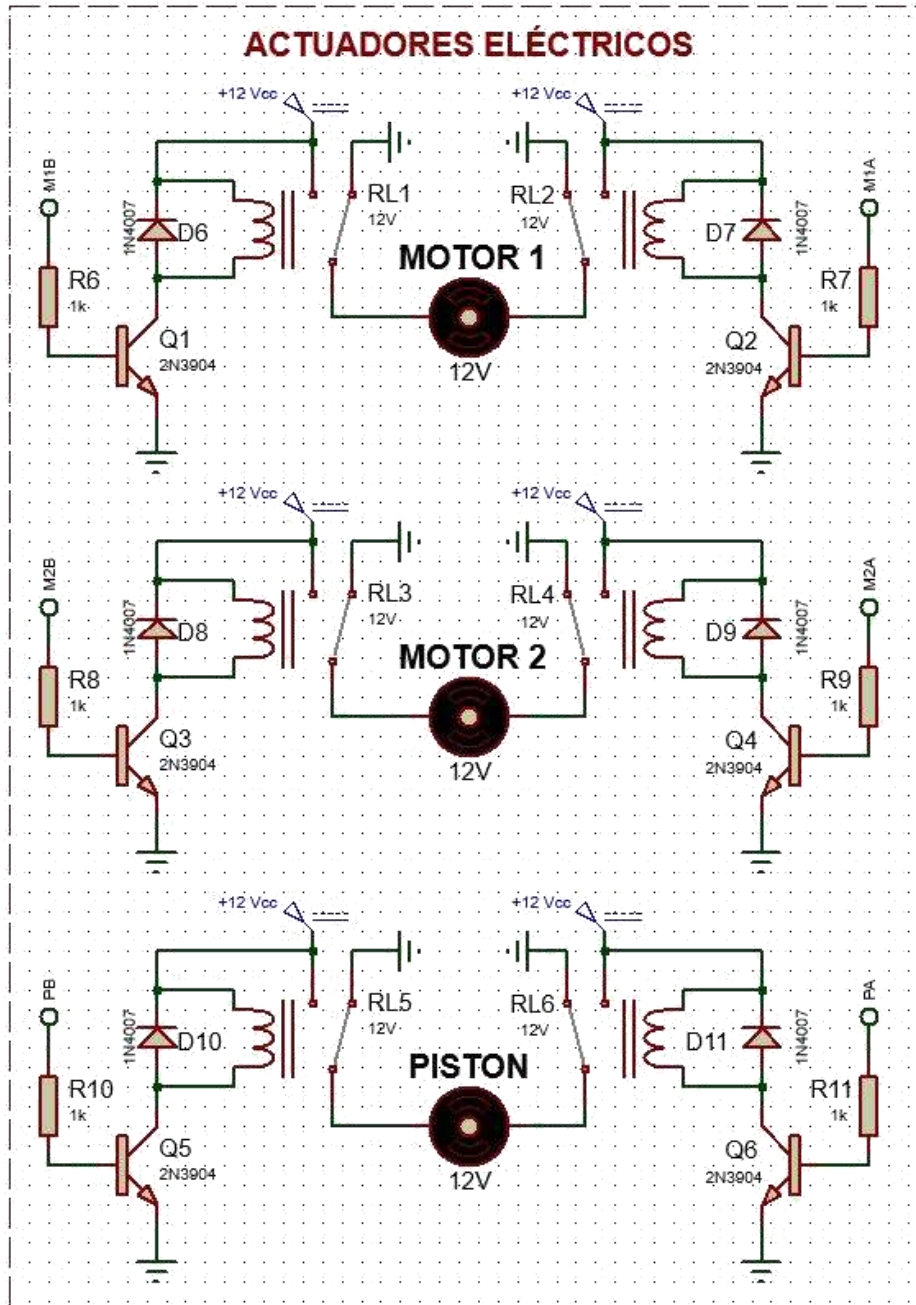 ACTUADORES ELÉCTRICOS
+12 Vcc
+12 Vcc
M1B
M1A
RL1
12V
RL2
12V
1N4007
D6
D7
1N4007
MOTOR 1
R6
1k
R7
1k
Q1
2N3904
Q2
2N3904
12V
+12 Vcc
+12 Vcc
M2B
M2A
RL3
12V
RL4
12V
1N4007
D8
D9
1N4007
MOTOR 2
R8
1k
R9
1k
Q3
2N3904
Q4
2N3904
12V
+12 Vcc
+12 Vcc
PB
PA
RL5
12V
RL6
12V
1N4007
D10
D11
1N4007
PISTON
R10
1k
R11
1k
Q5
2N3904
Q6
2N3904
12V